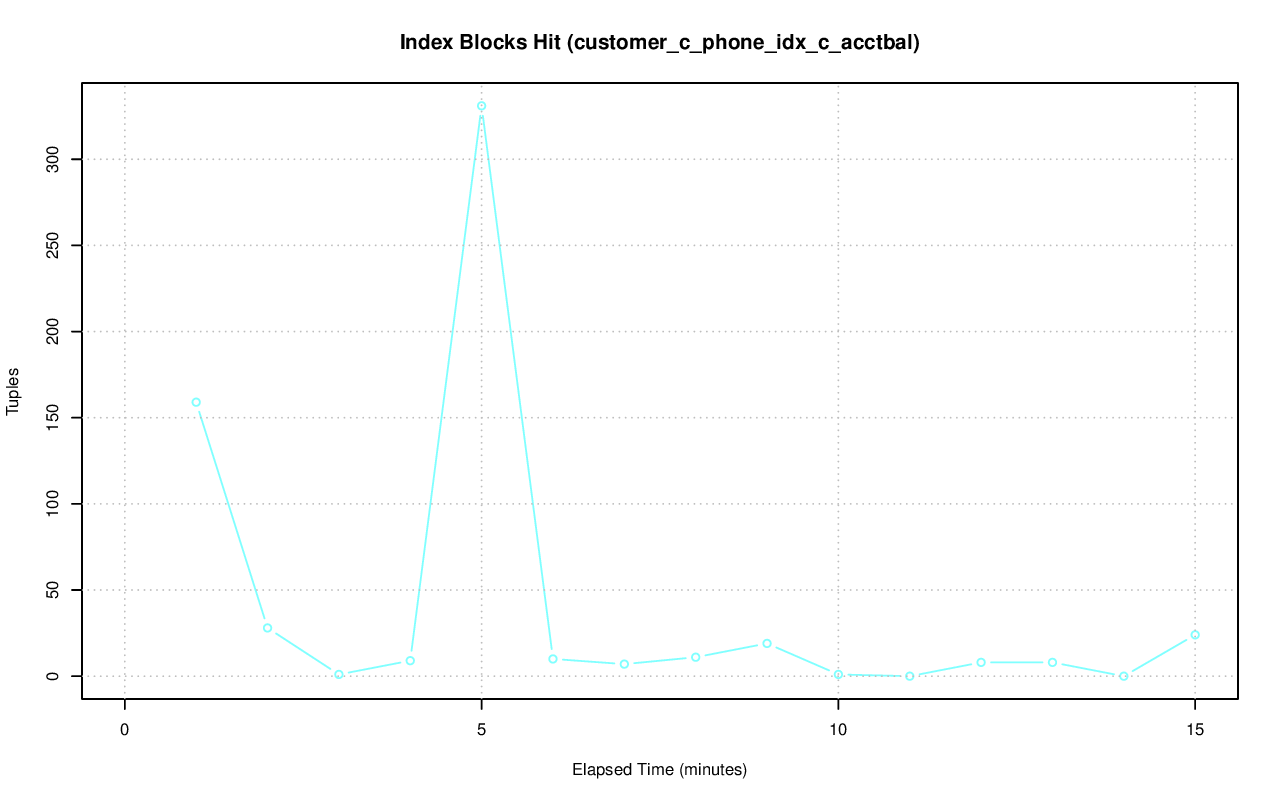 Index Blocks Hit (customer_c_phone_idx_c_acctbal)
Tuples
300
250
200
150
100
50
0
0 5 10 15
Elapsed Time (minutes)